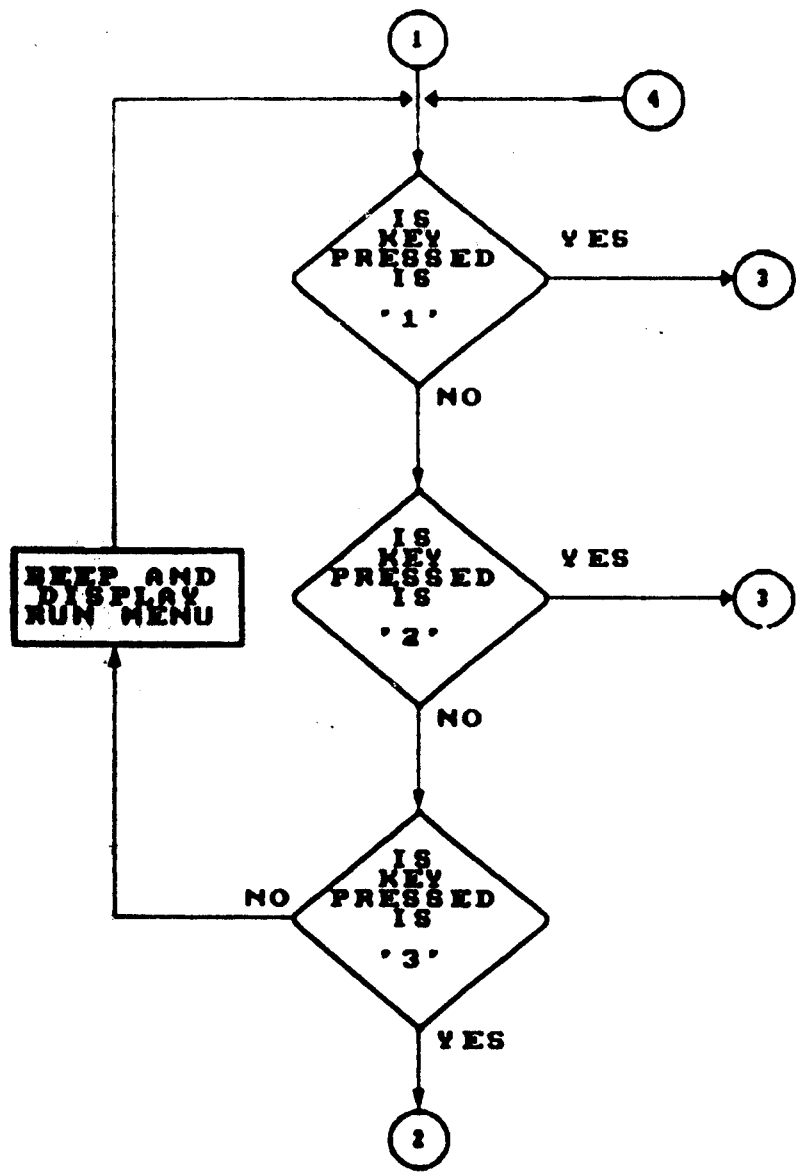 1
4
IS
KEY
PRESSED
IS
"1"
YES
3
NO
IS
KEY
PRESSED
IS
"2"
YES
3
BEEP AND
DISPLAY
RUN MENU
NO
IS
KEY
PRESSED
IS
"3"
NO
YES
2